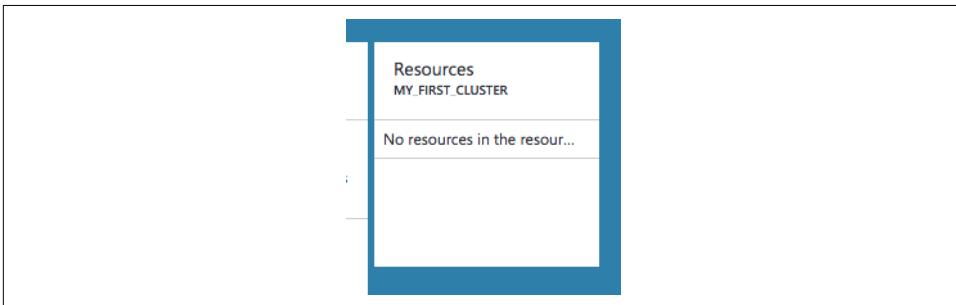 Resources
MY_FIRST_CLUSTER
No resources in the resour...
s